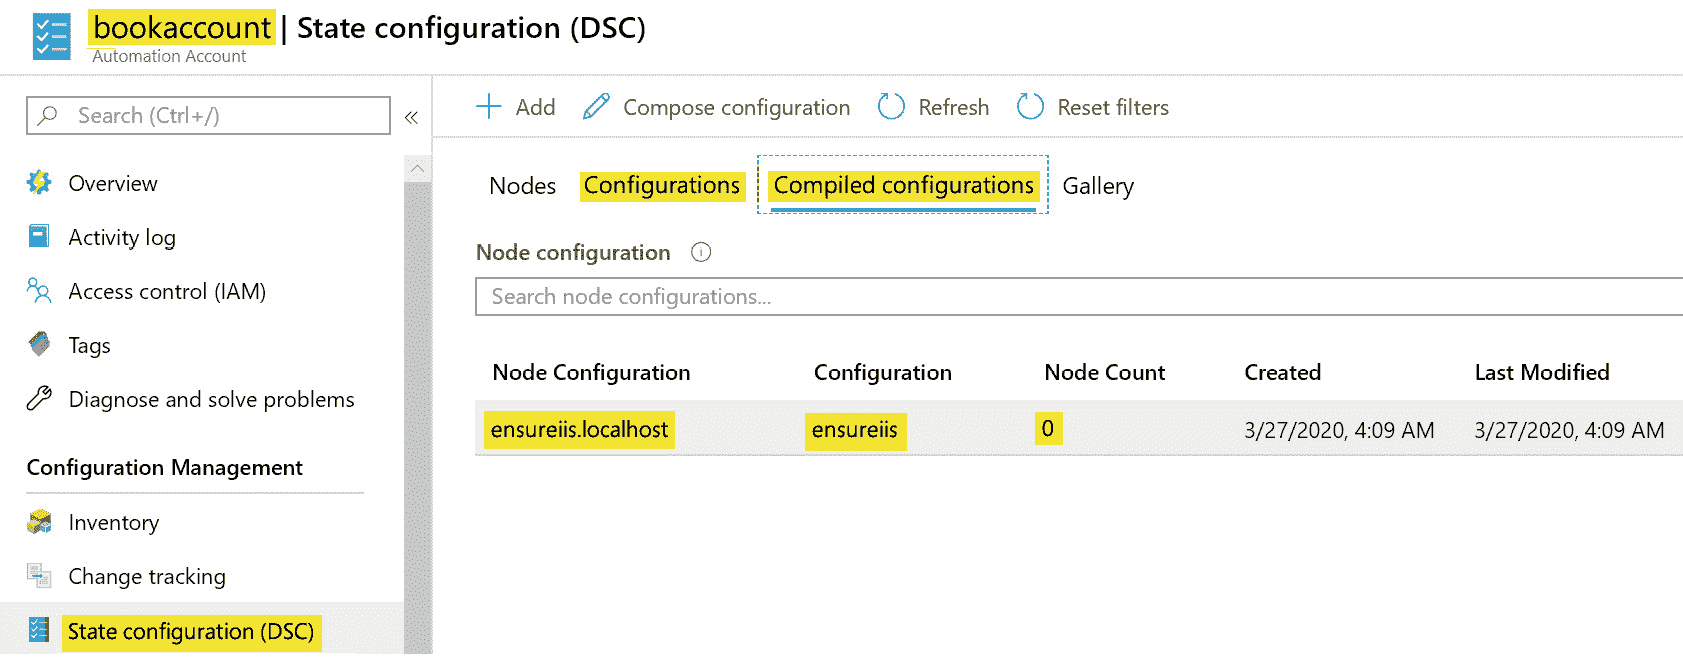 bookaccount | State configuration (DSC)
Automation Account
Search (Ctrl+/)
«
Overview
Activity log
Access control (IAM)
Tags
Diagnose and solve problems
Configuration Management
Inventory
Change tracking
State configuration (DSC)
Add Compose configuration Refresh Reset filters
Nodes Configurations Compiled configurations Gallery
Node configuration
Search node configurations...
Node Configuration Configuration Node Count Created Last Modified
ensureiis.localhost ensureiis 0 3/27/2020, 4:09 AM 3/27/2020, 4:09 AM